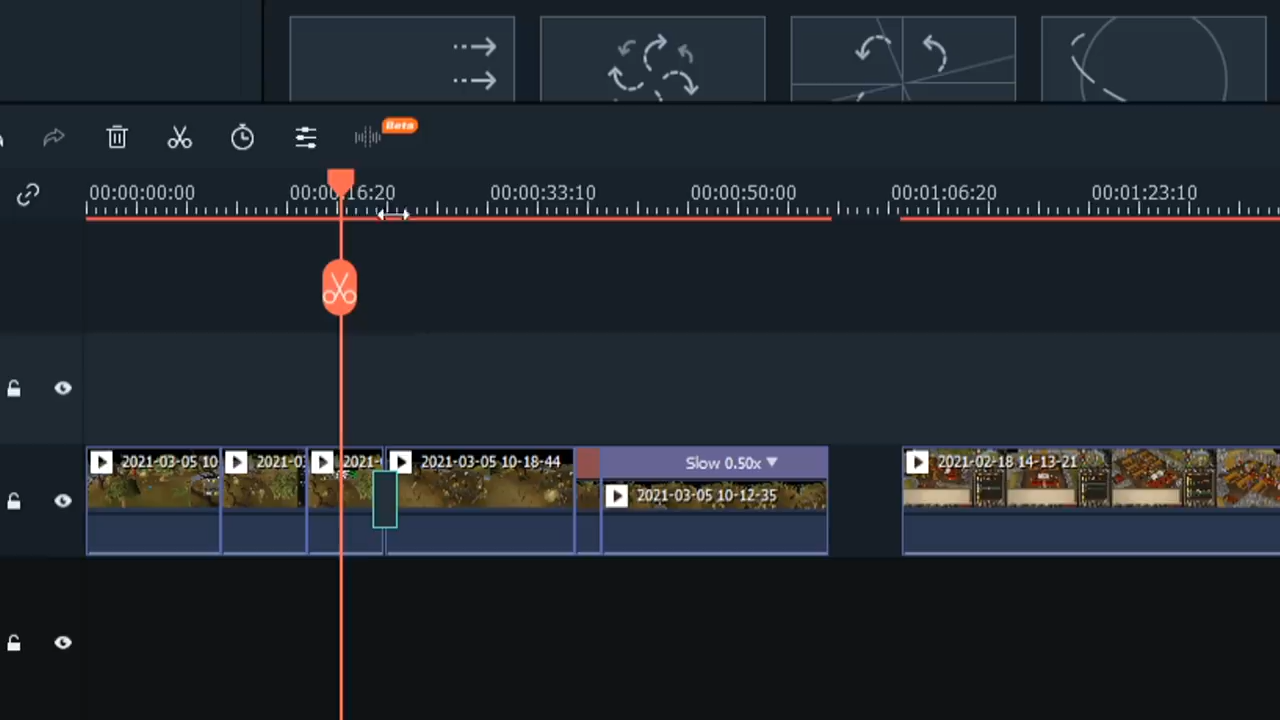 Beta
00:00:00:00 00:00:16:20 00:00:33:10 00:00:50:00 00:01:06:20 00:01:23:10
2021-03-05 10 2021-0 2021- 2021-03-05 10-18-44 Slow 0.50x 2021-02-18 14-13-21
2021-03-05 10-12-35